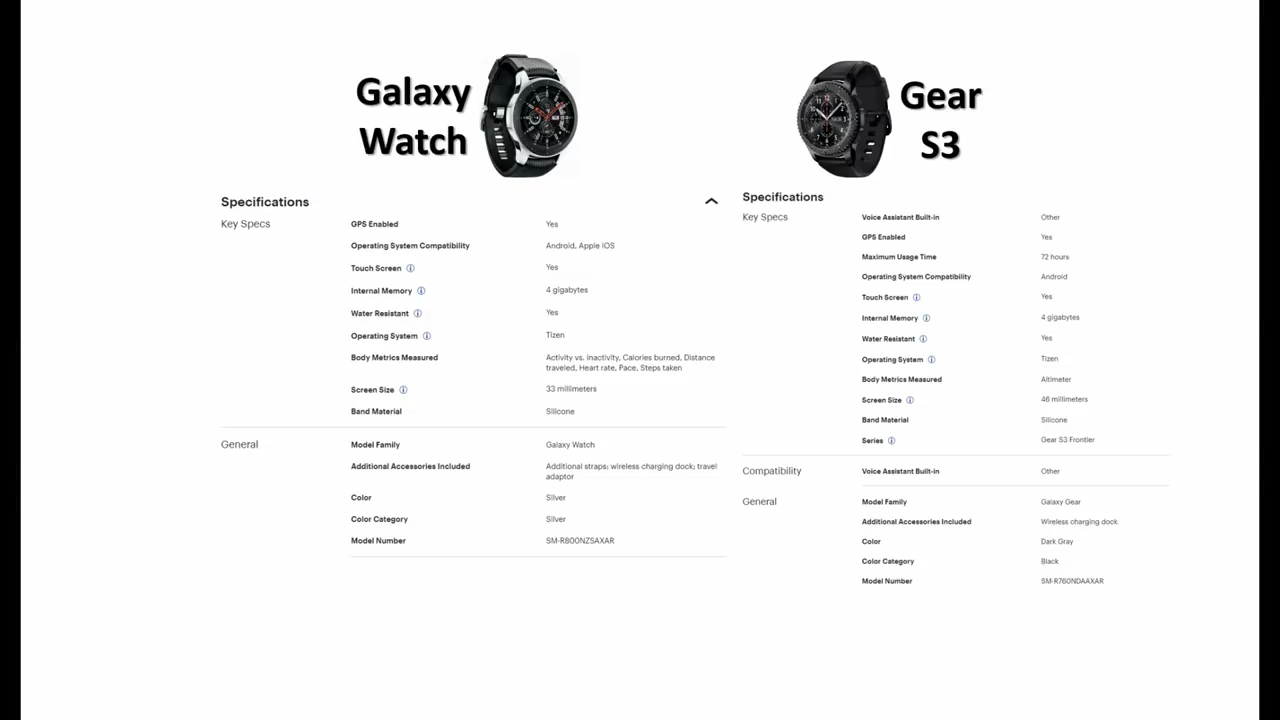 Galaxy
Watch
Gear
S3
Specifications
Key Specs
GPS Enabled Yes
Operating System Compatibility Android, Apple iOS
Touch Screen Yes
Internal Memory 4 gigabytes
Water Resistant Yes
Operating System Tizen
Body Metrics Measured Activity vs. inactivity, Calories burned, Distance
traveled, Heart rate, Pace, Steps taken
Screen Size 33 millimeters
Band Material Silicone
General
Model Family Galaxy Watch
Additional Accessories Included Additional straps; wireless charging dock; travel
adaptor
Color Silver
Color Category Silver
Model Number SM-R800NZSAXAR
Specifications
Key Specs
Voice Assistant Built-in Other
GPS Enabled Yes
Maximum Usage Time 72 hours
Operating System Compatibility Android
Touch Screen Yes
Internal Memory 4 gigabytes
Water Resistant Yes
Operating System Tizen
Body Metrics Measured Altimeter
Screen Size 46 millimeters
Band Material Silicone
Series Gear S3 Frontier
Compatibility
Voice Assistant Built-in Other
General
Model Family Galaxy Gear
Additional Accessories Included Wireless charging dock
Color Dark Gray
Color Category Black
Model Number SM-R760NDAAXAR